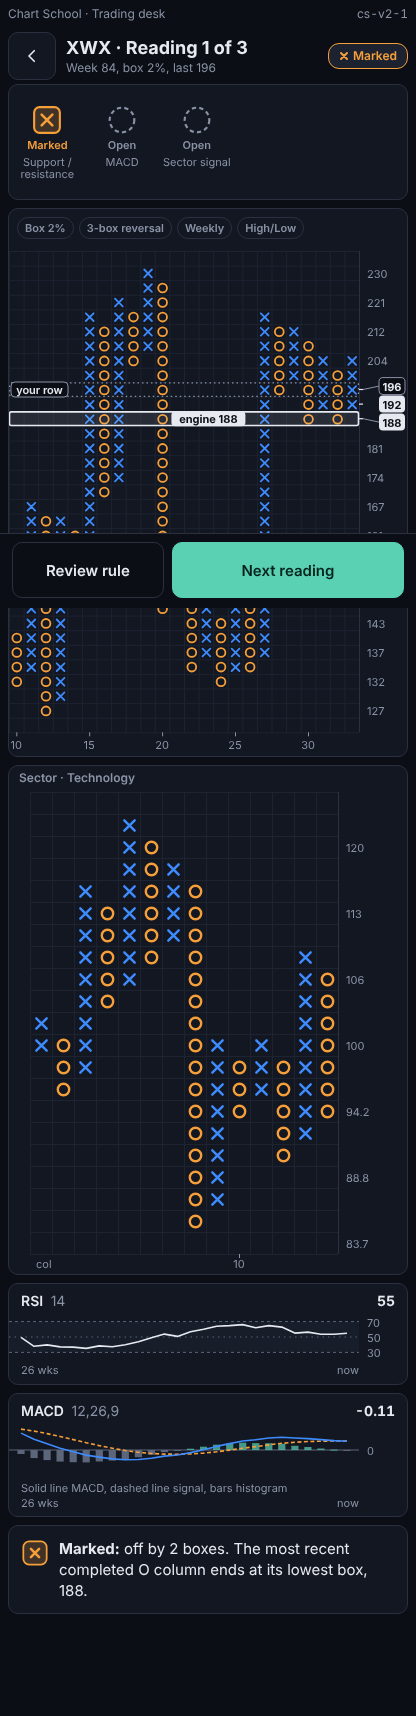 Chart School · Trading desk
cs-v2-1
XWX · Reading 1 of 3
Week 84, box 2%, last 196
Marked
Marked
Open
Open
Support /
resistance
MACD
Sector signal
Box 2%
3-box reversal
Weekly
High/Low
230
221
212
204
your row
196
192
engine 188
188
181
174
167
Review rule
Next reading
143
137
132
127
10
15
20
25
30
Sector · Technology
120
113
106
100
94.2
88.8
83.7
col
10
RSI 14
55
70
50
30
26 wks
now
MACD 12,26,9
-0.11
0
Solid line MACD, dashed line signal, bars histogram
26 wks
now
Marked: off by 2 boxes. The most recent
completed O column ends at its lowest box,
188.